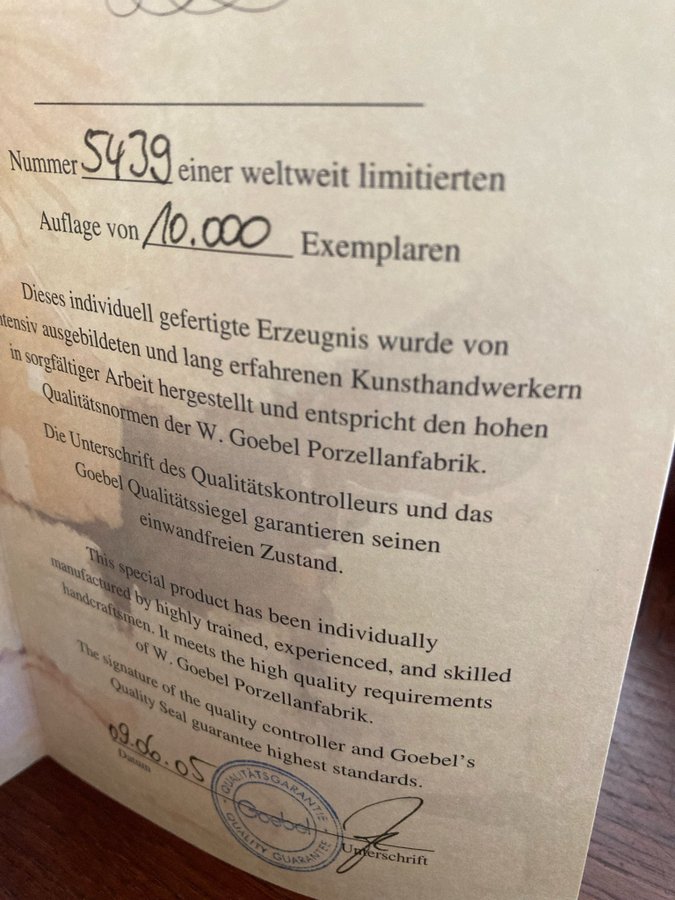 Nummer 5439 einer weltweit limitierten
Auflage von 10.000 Exemplaren
Dieses individuell gefertigte Erzeugnis wurde von
intensiv ausgebildeten und lang erfahrenen Kunsthandwerkern
in sorgfältiger Arbeit hergestellt und entspricht den hohen
Qualitätsnormen der W. Goebel Porzellanfabrik.
Die Unterschrift des Qualitätskontrolleurs und das
Goebel Qualitätssiegel garantieren seinen
einwandfreien Zustand.
This special product has been individually
manufactured by highly trained, experienced, and skilled
handcraftsmen. It meets the high quality requirements
of W. Goebel Porzellanfabrik.
The signature of the quality controller and Goebel's
Quality Seal guarantee highest standards.
09.06.05
Datum
QUALITÄTSGARANTIE
Goebel
QUALITY GUARANTEE
Unterschrift